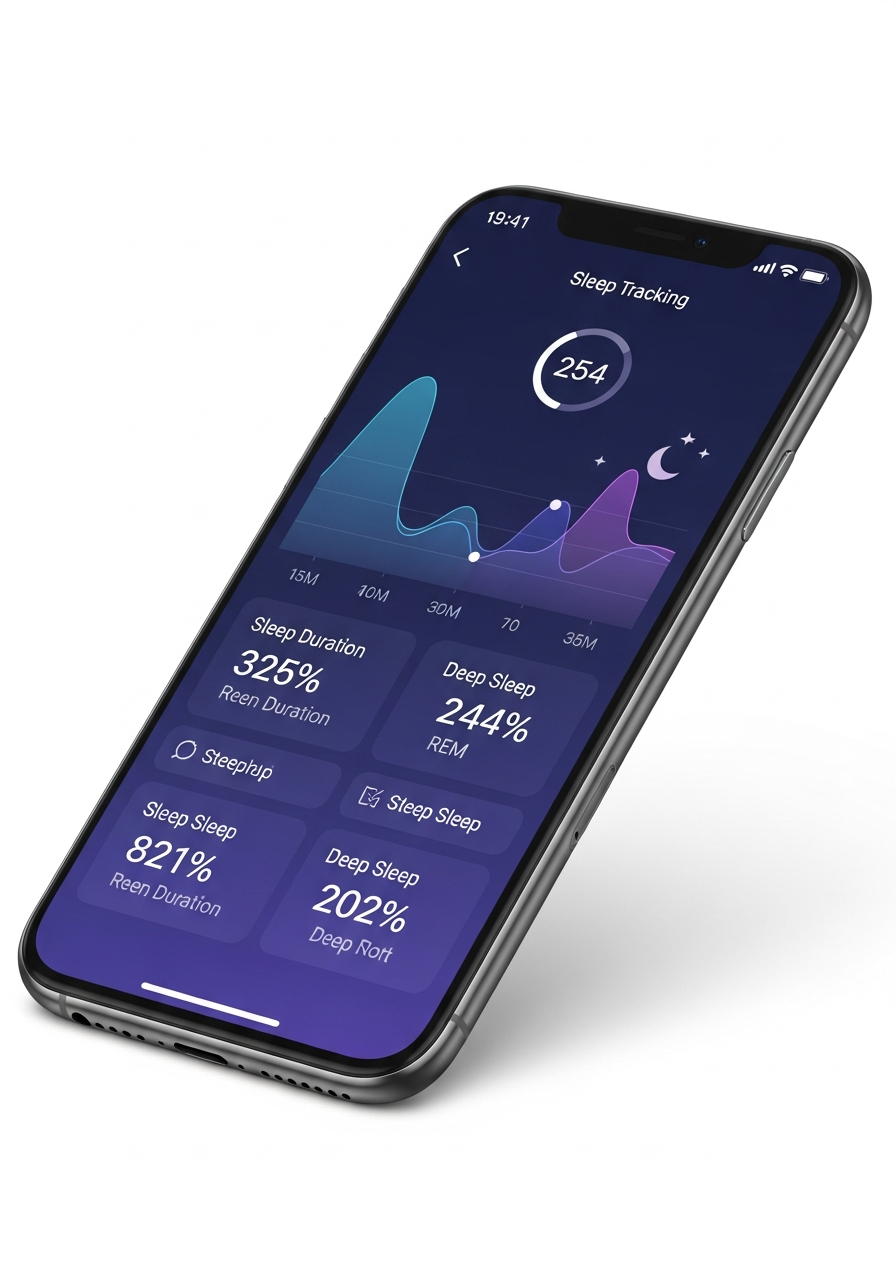 19:41
Sleep Tracking
254
15M
10M
30M
70
35M
Sleep Duration
325%
Reen Duration
Deep Sleep
244%
REM
Steephip
Steep Sleep
Sleep Sleep
821%
Reen Duration
Deep Sleep
202%
Deep